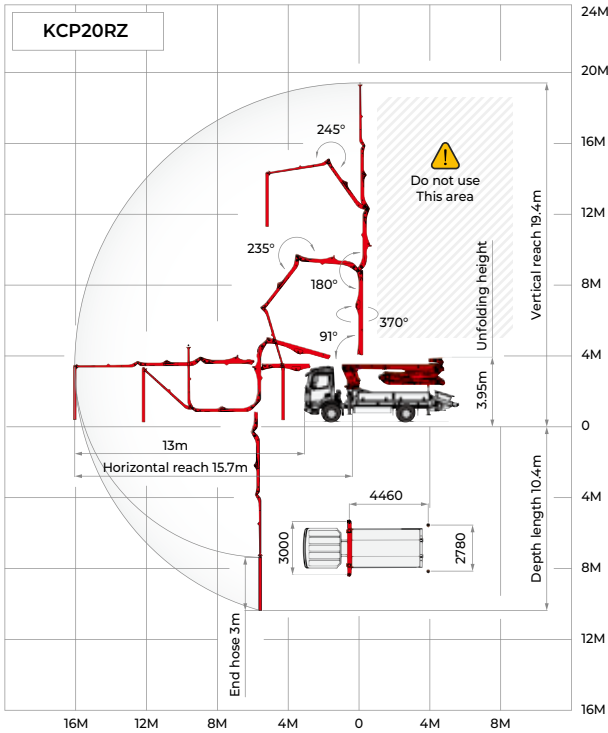 KCP20RZ
24M
20M
16M
12M
8M
4M
0
4M
8M
12M
16M
245°
Do not use
This area
235°
180°
370°
91°
Unfolding height
3.95m
Vertical reach 19.4m
13m
Horizontal reach 15.7m
4460
3000
2780
Depth length 10.4m
End hose 3m
16M 12M 8M 4M 0 4M 8M